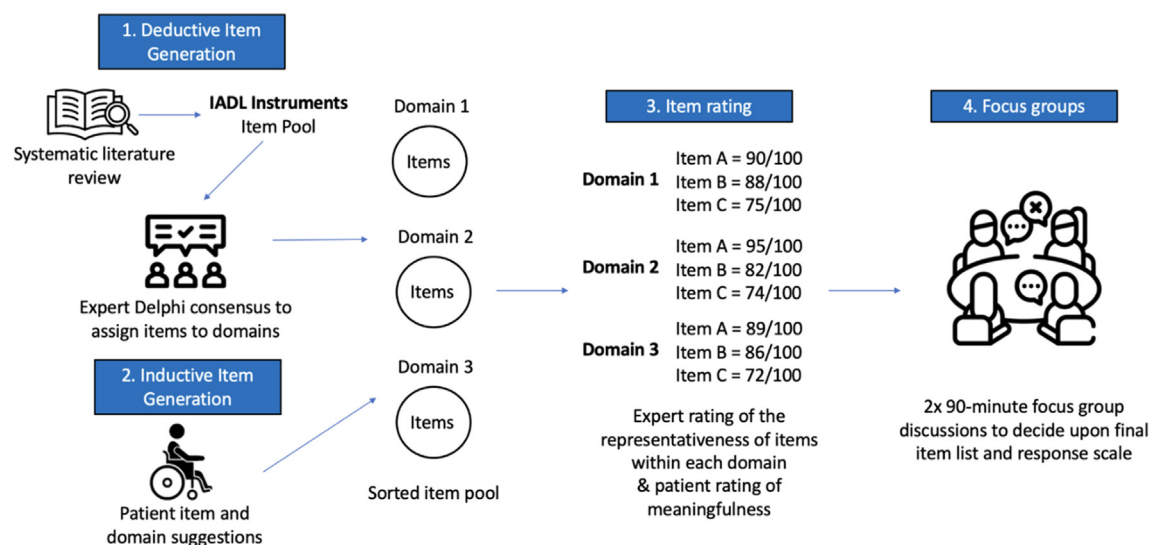 1. Deductive Item
Generation
Systematic literature
review
IADL Instruments
Item Pool
Expert Delphi consensus to
assign items to domains
2. Inductive Item
Generation
Patient item and
domain suggestions
Domain 1
Items
Domain 2
Items
Domain 3
Items
Sorted item pool
3. Item rating
Domain 1
Item A = 90/100
Item B = 88/100
Item C = 75/100
Domain 2
Item A = 95/100
Item B = 82/100
Item C = 74/100
Domain 3
Item A = 89/100
Item B = 86/100
Item C = 72/100
Expert rating of the
representativeness of items
within each domain
& patient rating of
meaningfulness
4. Focus groups
2x 90-minute focus group
discussions to decide upon final
item list and response scale